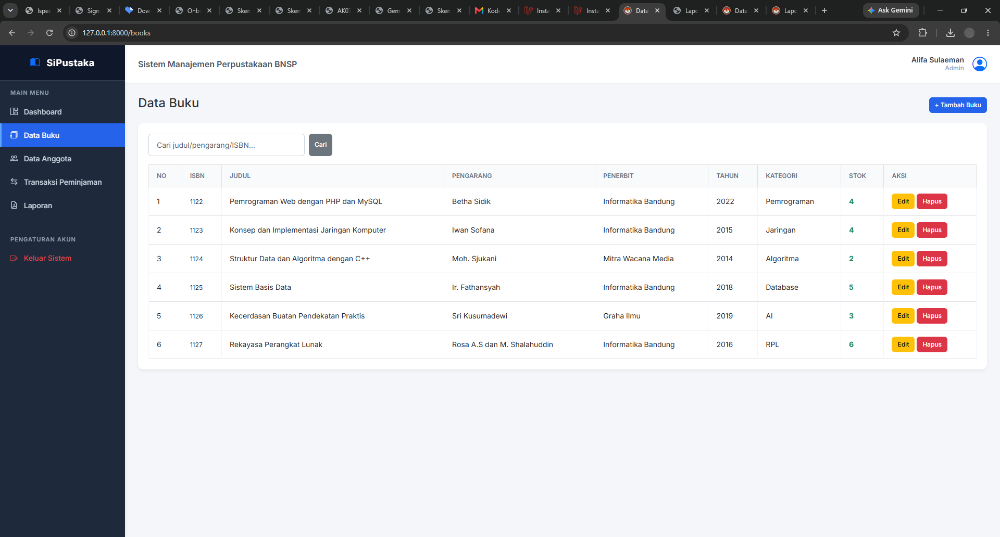 Ispec
Sign
Dow
Onb
Sken
Sken
AK07
Gem
Sken
Kode
Insta
Insta
Data
Lapo
Data
Lapo
Ask Gemini
127.0.0.1:8000/books
SiPustaka
Sistem Manajemen Perpustakaan BNSP
Alifa Sulaeman
Admin
MAIN MENU
Dashboard
Data Buku
Data Anggota
Transaksi Peminjaman
Laporan
PENGATURAN AKUN
Keluar Sistem
Data Buku
+ Tambah Buku
Cari judul/pengarang/ISBN...
Cari
NO ISBN JUDUL PENGARANG PENERBIT TAHUN KATEGORI STOK AKSI
1 1122 Pemrograman Web dengan PHP dan MySQL Betha Sidik Informatika Bandung 2022 Pemrograman 4 Edit Hapus
2 1123 Konsep dan Implementasi Jaringan Komputer Iwan Sofana Informatika Bandung 2015 Jaringan 4 Edit Hapus
3 1124 Struktur Data dan Algoritma dengan C++ Moh. Sjukani Mitra Wacana Media 2014 Algoritma 2 Edit Hapus
4 1125 Sistem Basis Data Ir. Fathansyah Informatika Bandung 2018 Database 5 Edit Hapus
5 1126 Kecerdasan Buatan Pendekatan Praktis Sri Kusumadewi Graha Ilmu 2019 AI 3 Edit Hapus
6 1127 Rekayasa Perangkat Lunak Rosa A.S dan M. Shalahuddin Informatika Bandung 2016 RPL 6 Edit Hapus